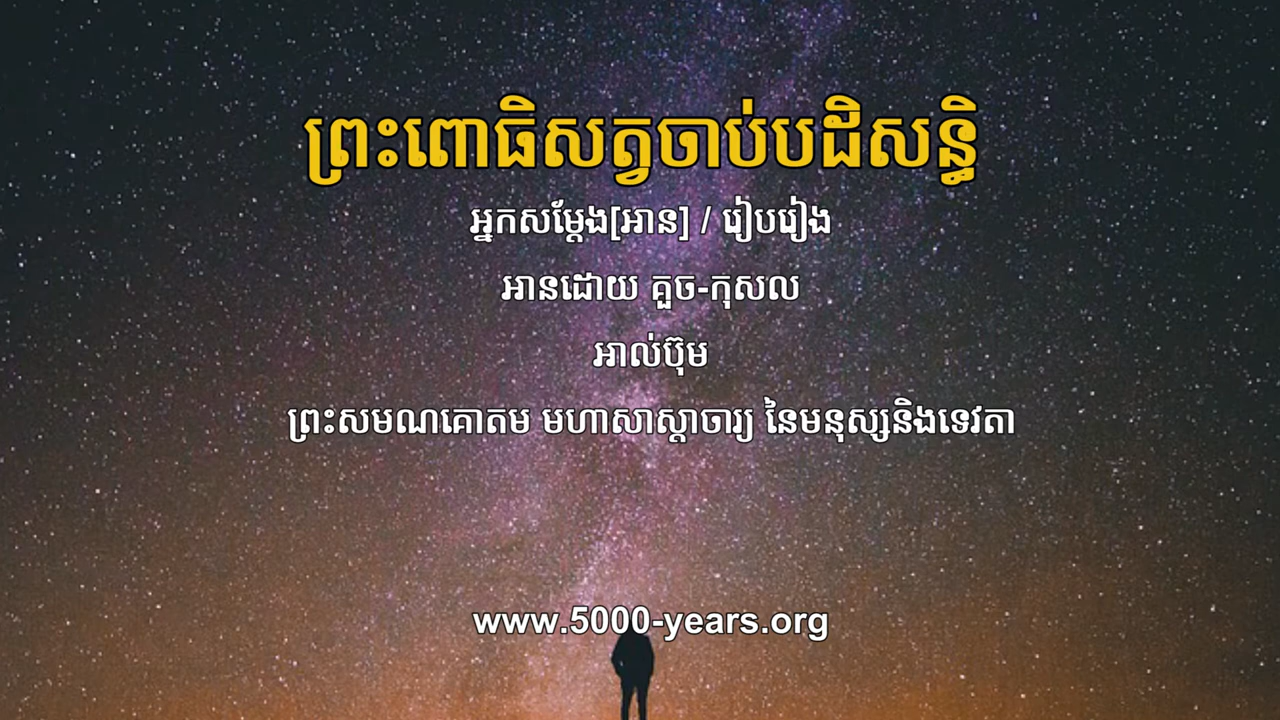 ព្រះពោធិសត្វចាប់បដិសន្ធិ
អ្នកសម្ដែង[អាន] / រៀបរៀង
អានដោយ គួច-កុសល
អាល់ប៊ុម
ព្រះសមណគោតម មហាសាស្ដាចារ្យ នៃមនុស្សនិងទេវតា
www.5000-years.org